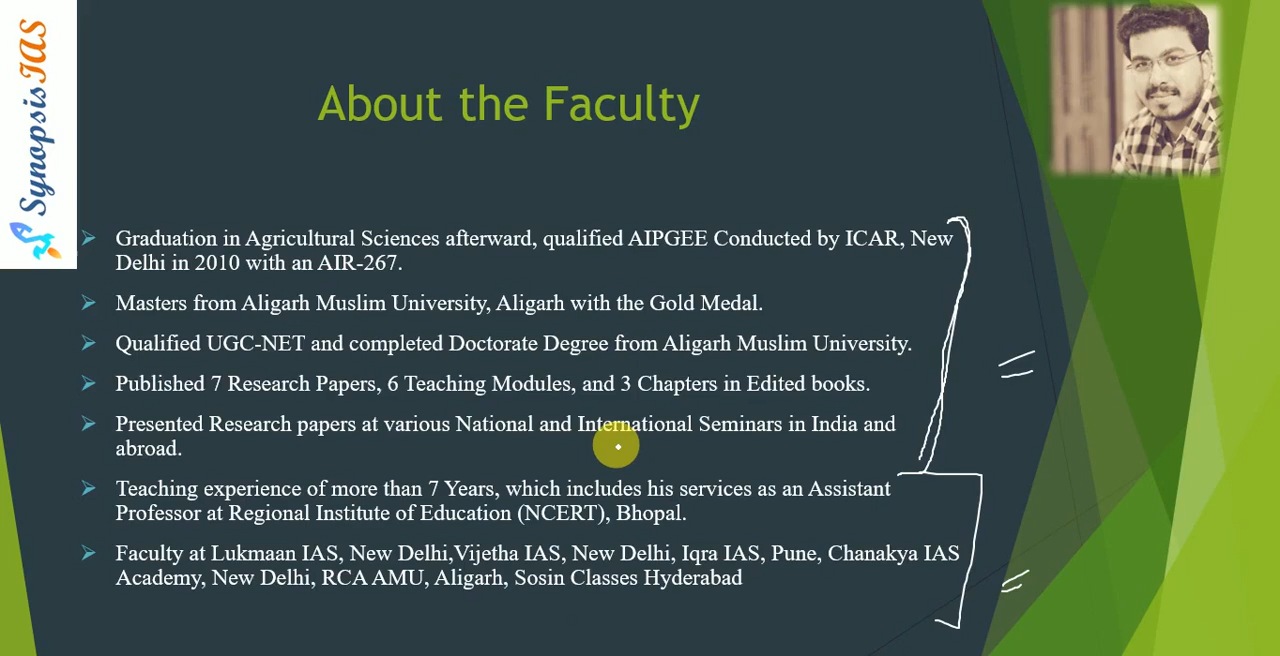 Synopsis IAS
About the Faculty
Graduation in Agricultural Sciences afterward, qualified AIPGEE Conducted by ICAR, New
Delhi in 2010 with an AIR-267.
Masters from Aligarh Muslim University, Aligarh with the Gold Medal.
Qualified UGC-NET and completed Doctorate Degree from Aligarh Muslim University.
Published 7 Research Papers, 6 Teaching Modules, and 3 Chapters in Edited books.
Presented Research papers at various National and International Seminars in India and
abroad.
Teaching experience of more than 7 Years, which includes his services as an Assistant
Professor at Regional Institute of Education (NCERT), Bhopal.
Faculty at Lukmaan IAS, New Delhi,Vijetha IAS, New Delhi, Iqra IAS, Pune, Chanakya IAS
Academy, New Delhi, RCA AMU, Aligarh, Sosin Classes Hyderabad